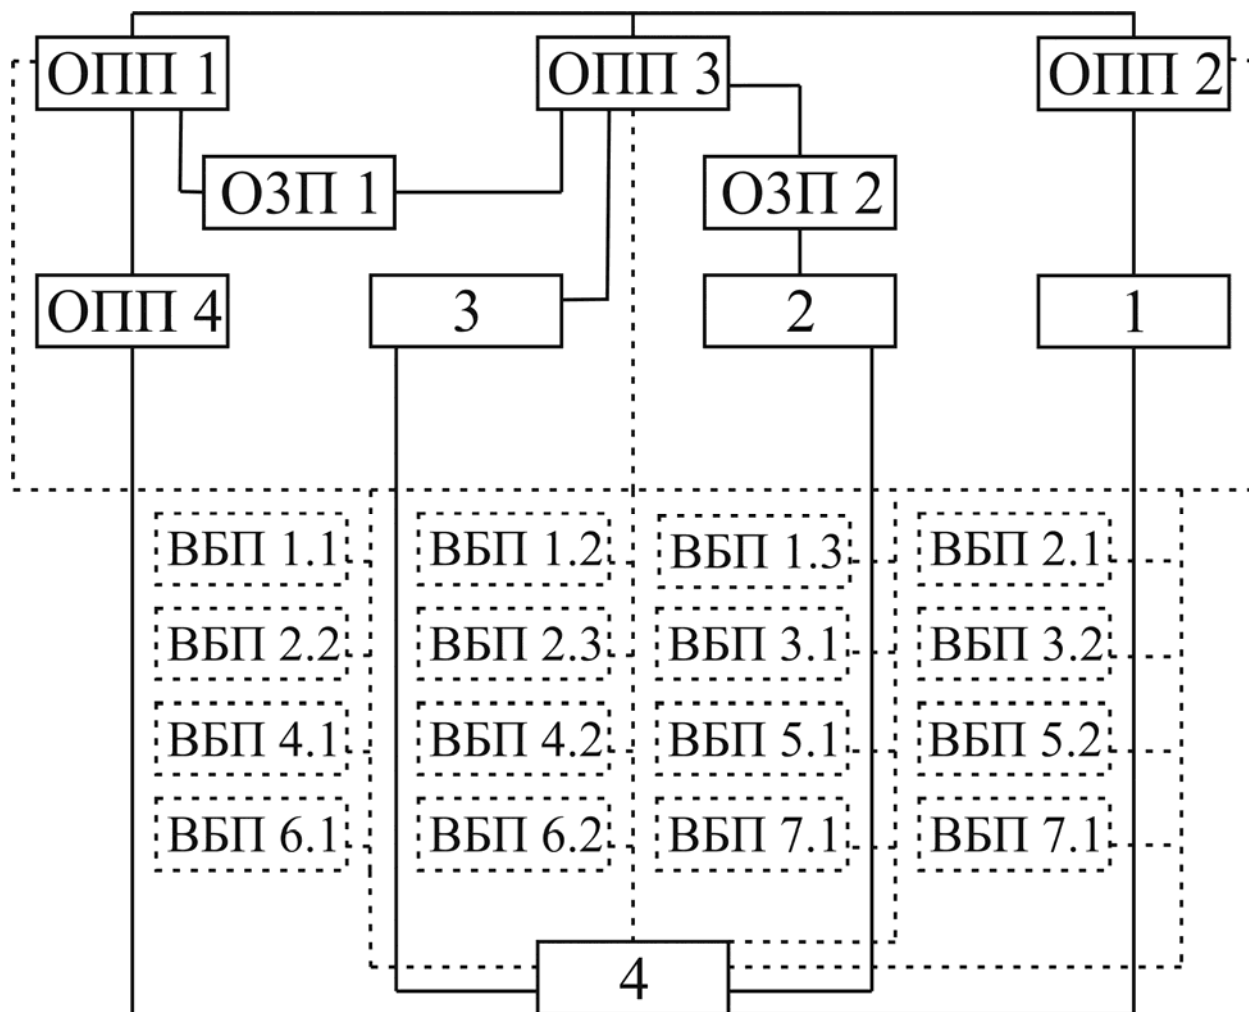 ОПП 1 ОПП 3 ОПП 2
ОЗП 1 ОЗП 2
ОПП 4 3 2 1
ВБП 1.1 ВБП 1.2 ВБП 1.3 ВБП 2.1
ВБП 2.2 ВБП 2.3 ВБП 3.1 ВБП 3.2
ВБП 4.1 ВБП 4.2 ВБП 5.1 ВБП 5.2
ВБП 6.1 ВБП 6.2 ВБП 7.1 ВБП 7.1
4